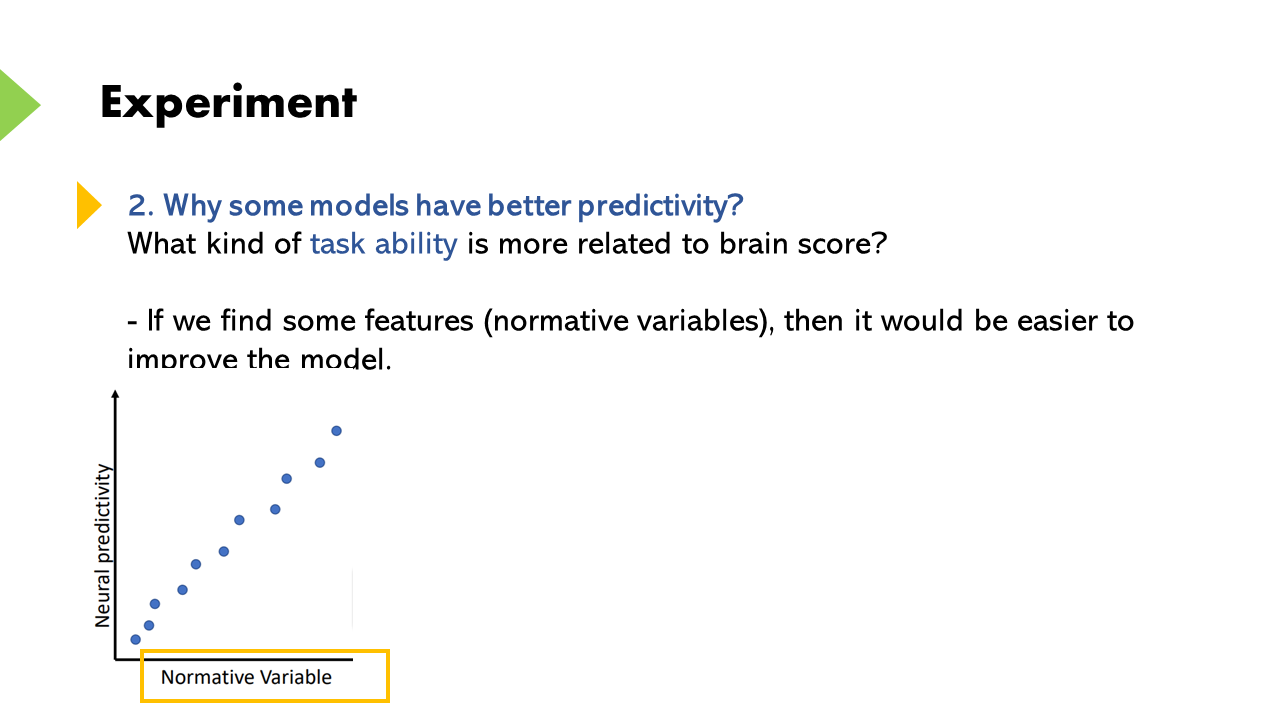 Experiment
2. Why some models have better predictivity?
What kind of task ability is more related to brain score?
- If we find some features (normative variables), then it would be easier to
improve the model.
Neural predictivity
Normative Variable